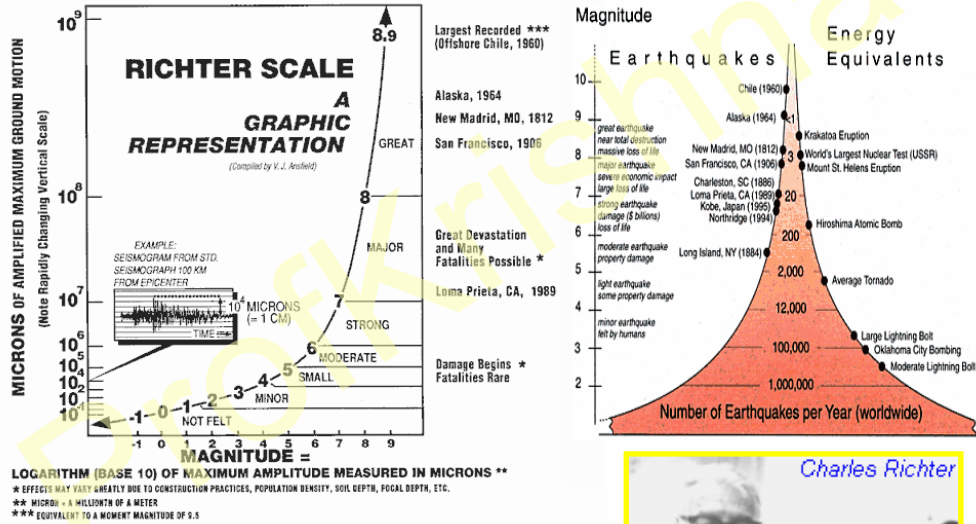 RICHTER SCALE
A
GRAPHIC
REPRESENTATION
(Compiled by V. J. Ansfield)
MICRONS OF AMPLIFIED MAXIMUM GROUND MOTION
(Note Rapidly Changing Vertical Scale)
10⁹
10⁸
10⁷
10⁶
10⁵
10⁴
10²
10¹
EXAMPLE:
SEISMOGRAM FROM STD.
SEISMOGRAPH 100 KM
FROM EPICENTER
10⁴ MICRONS
(= 1 CM)
TIME
8.9
GREAT
8
MAJOR
7
STRONG
6
MODERATE
5
SMALL
4
MINOR
3
2
1
NOT FELT
0
-1
-1 0 1 2 3 4 5 6 7 8 9
MAGNITUDE =
LOGARITHM (BASE 10) OF MAXIMUM AMPLITUDE MEASURED IN MICRONS **
* EFFECTS MAY VARY GREATLY DUE TO CONSTRUCTION PRACTICES, POPULATION DENSITY, SOIL DEPTH, FOCAL DEPTH, ETC.
** MICRON = A MILLIONTH OF A METER
*** EQUIVALENT TO A MOMENT MAGNITUDE OF 9.5
Largest Recorded ***
(Offshore Chile, 1960)
Alaska, 1964
New Madrid, MO, 1812
San Francisco, 1906
Great Devastation
and Many
Fatalities Possible *
Loma Prieta, CA, 1989
Damage Begins *
Fatalities Rare
Magnitude
Earthquakes
Energy
Equivalents
10
9
8
7
6
5
4
3
2
great earthquake
near total destruction
massive loss of life
major earthquake
severe economic impact
large loss of life
strong earthquake
damage ($ billions)
loss of life
moderate earthquake
property damage
light earthquake
some property damage
minor earthquake
felt by humans
Chile (1960)
Alaska (1964)
New Madrid, MO (1812)
San Francisco, CA (1906)
Charleston, SC (1886)
Loma Prieta, CA (1989)
Kobe, Japan (1995)
Northridge (1994)
Long Island, NY (1884)
<1
3
20
200
2,000
12,000
100,000
1,000,000
Krakatoa Eruption
World's Largest Nuclear Test (USSR)
Mount St. Helens Eruption
Hiroshima Atomic Bomb
Average Tornado
Large Lightning Bolt
Oklahoma City Bombing
Moderate Lightning Bolt
Number of Earthquakes per Year (worldwide)
Charles Richter
ProfKrishna